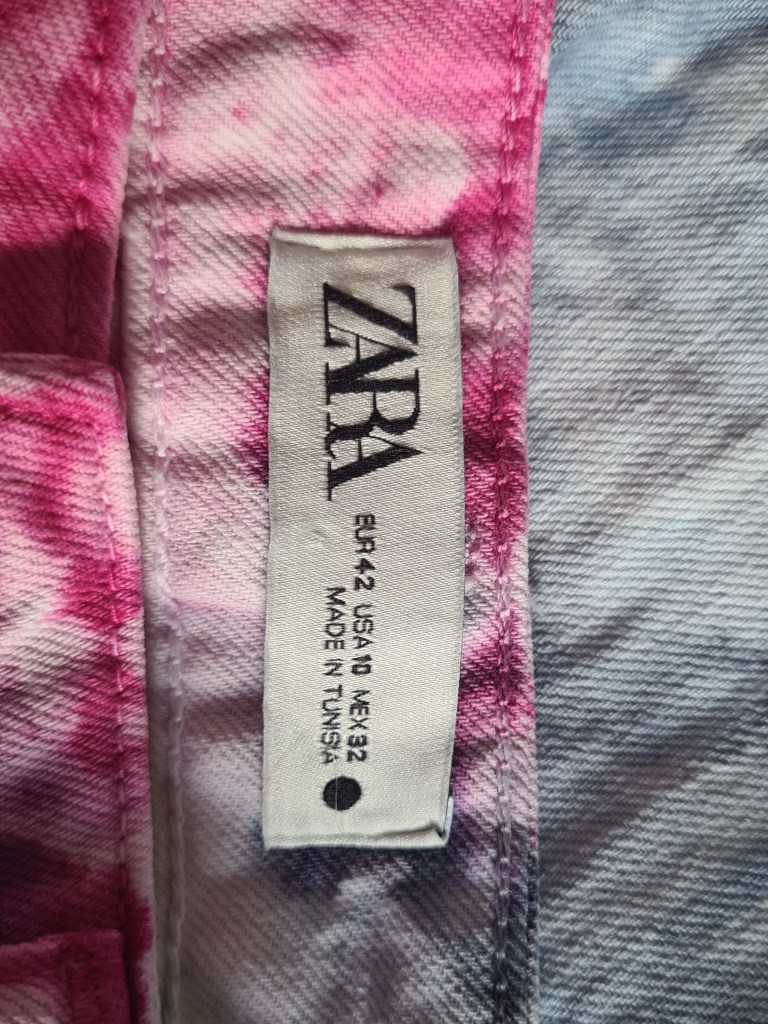 ZARA
EUR 42 USA 10 MEX 32
MADE IN TUNISIA